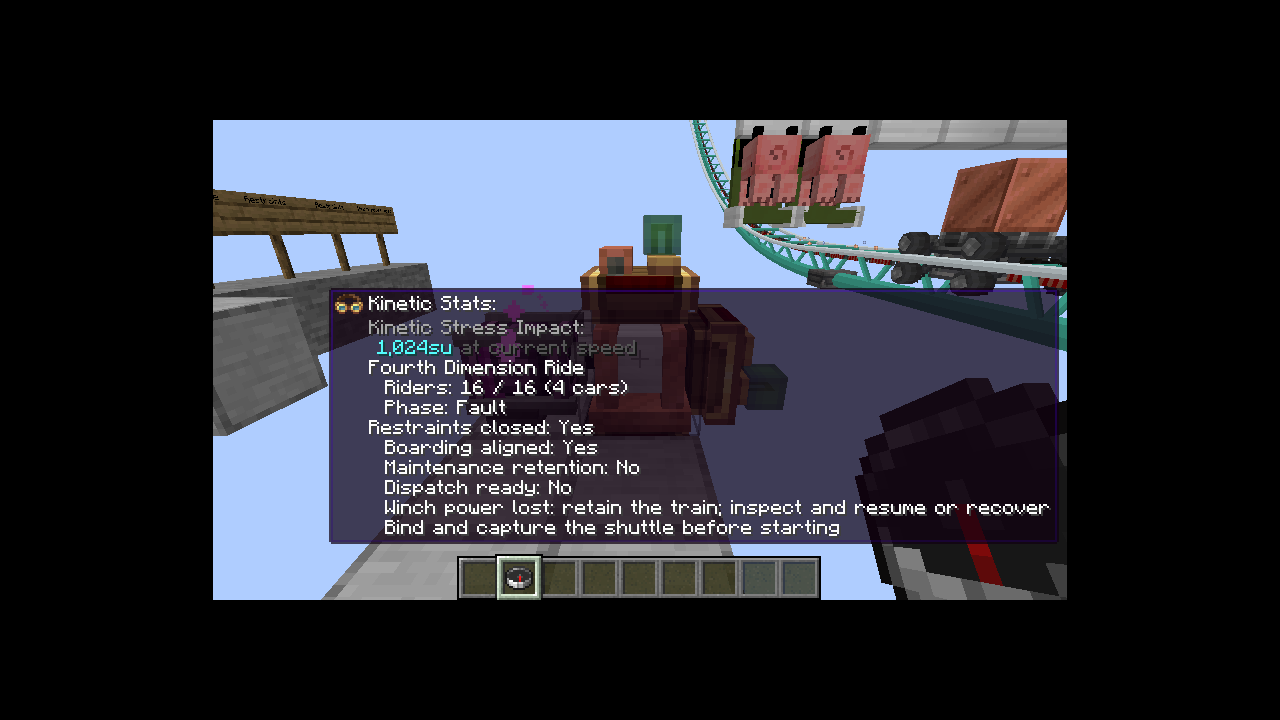 Restraints
Kinetic Stats:
Kinetic Stress Impact:
1,024su at current speed
Fourth Dimension Ride
Riders: 16 / 16 (4 cars)
Phase: Fault
Restraints closed: Yes
Boarding aligned: Yes
Maintenance retention: No
Dispatch ready: No
Winch power lost: retain the train; inspect and resume or recover
Bind and capture the shuttle before starting